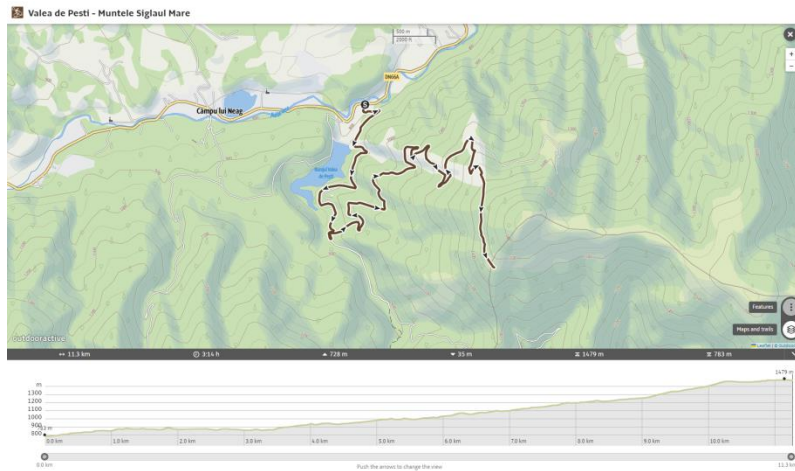 Valea de Pesti - Muntele Siglaul Mare
500 m
2000 ft
DN66A
S
Câmpu lui Neag
outdooractive
Features
Maps and trails
11.3 km
3:14 h
728 m
35 m
1479 m
783 m
1479 m
m
1300
1200
1100
1000
900
800
0.0 km
1.0 km
2.0 km
3.0 km
4.0 km
5.0 km
6.0 km
7.0 km
8.0 km
9.0 km
10.0 km
0.0 km
Push the arrows to change the view
11.3 km